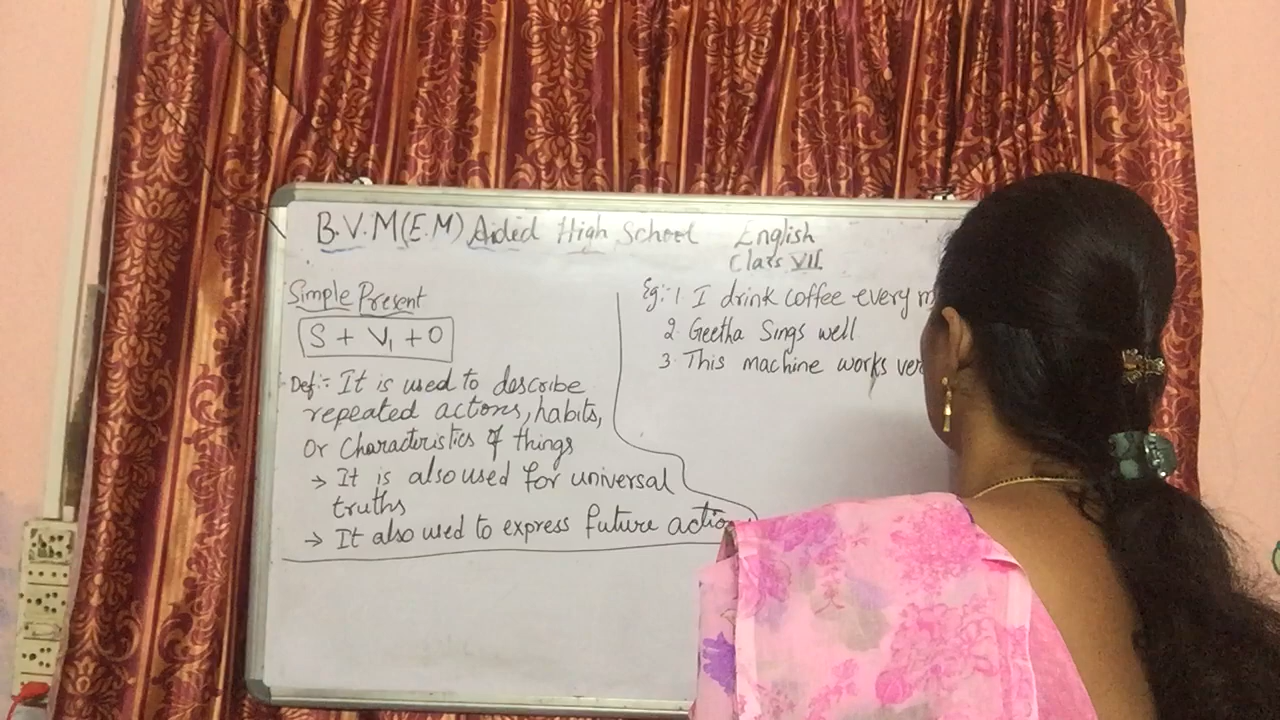 B.V.M(E.M) Aided High School English
Class VII
Simple Present
S + V₁ + O
Def:- It is used to describe
repeated actions, habits,
Or Characteristics of things
→ It is also used for universal
truths
→ It also used to express future action
Eg:- 1. I drink coffee every
2. Geetha Sings well
3. This machine works